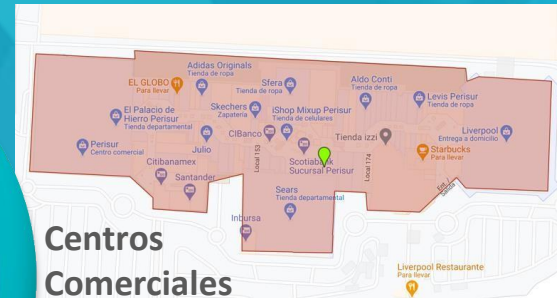 Adidas Originals
Tienda de ropa
EL GLOBO
Para llevar
Sfera
Tienda de ropa
Aldo Conti
Tienda de ropa
Levis Perisur
Tienda de ropa
Skechers
Zapatería
iShop Mixup Perisur
Tienda de celulares
El Palacio de
Hierro Perisur
Tienda departamental
CIBanco
Tienda izzi
Liverpool
Entrega a domicilio
Perisur
Centro comercial
Julio
Local 153
Local 174
Starbucks
Para llevar
Citibanamex
Scotiabank
Sucursal Perisur
Santander
Sears
Tienda departamental
Inbursa
Centros
Comerciales
Liverpool Restaurante
Para llevar